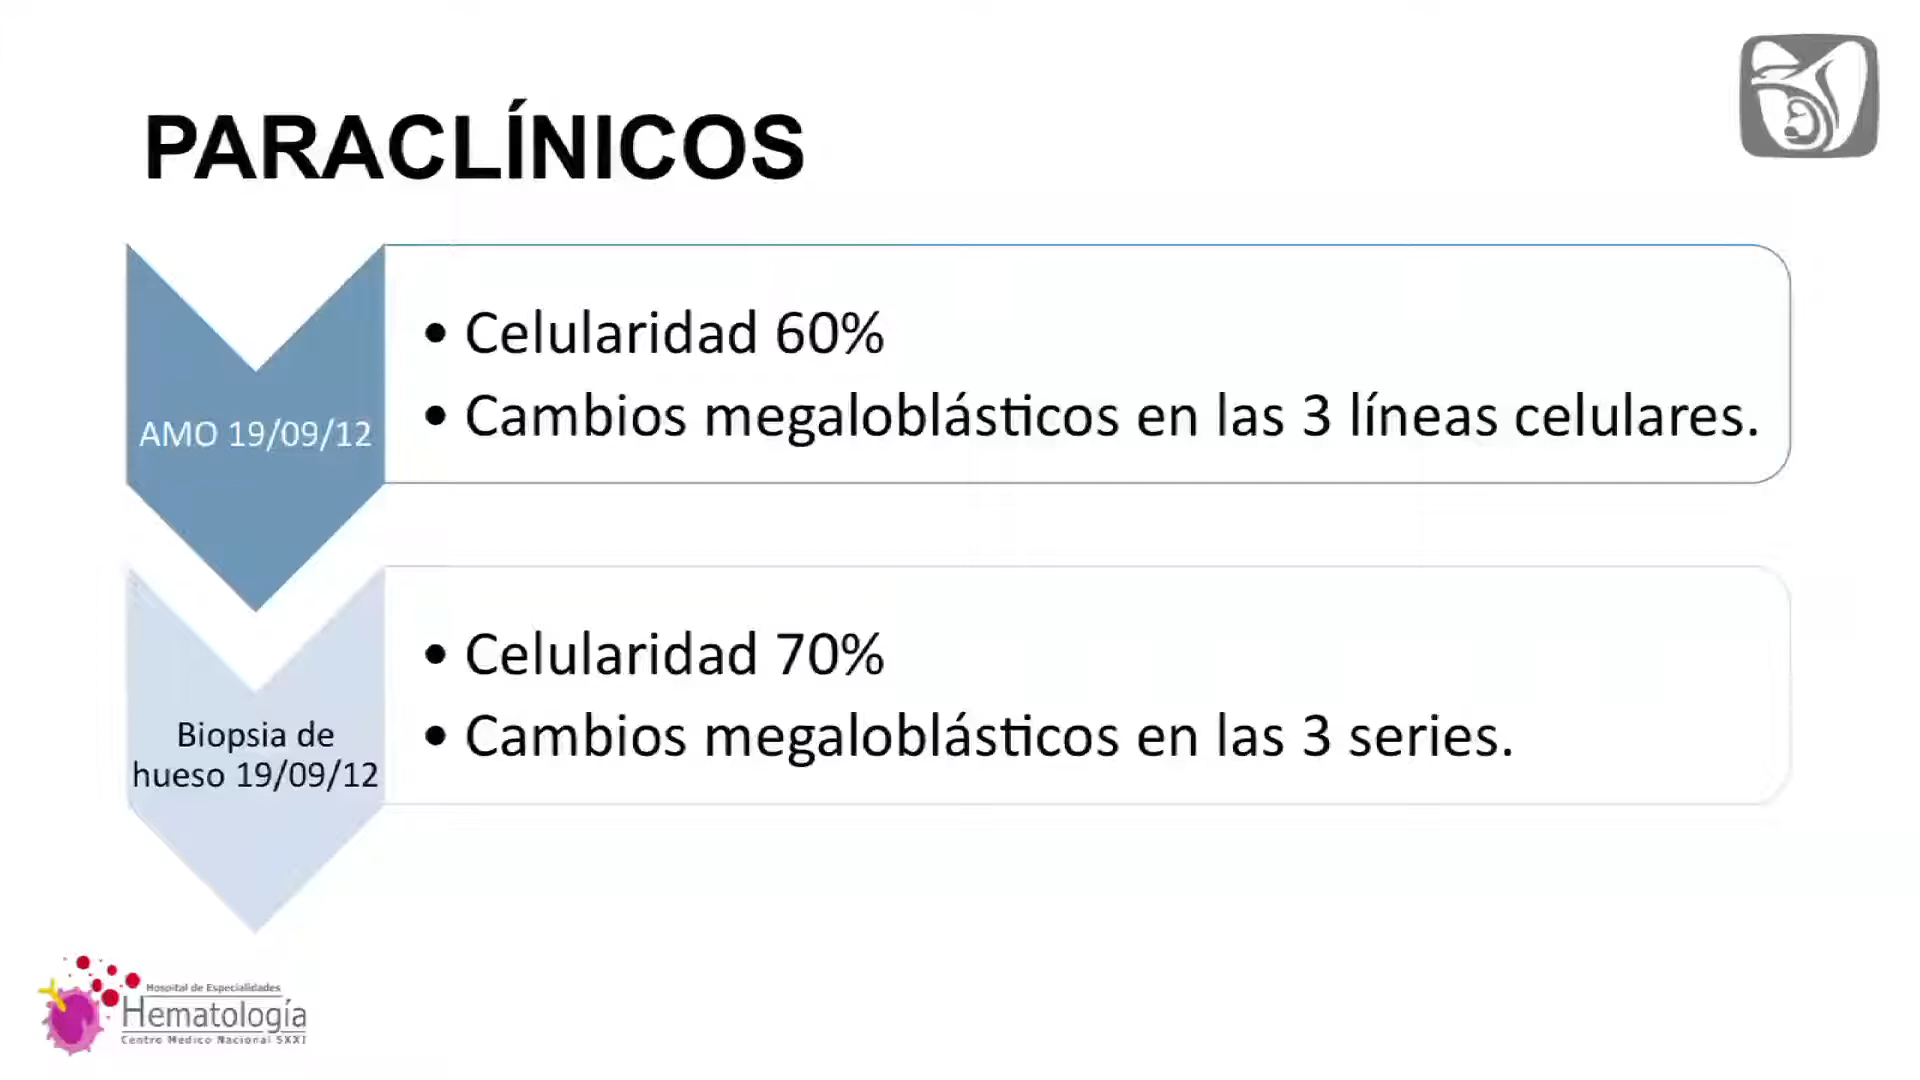 PARACLÍNICOS
AMO 19/09/12
• Celularidad 60%
• Cambios megaloblásticos en las 3 líneas celulares.
Biopsia de
hueso 19/09/12
• Celularidad 70%
• Cambios megaloblásticos en las 3 series.
Hospital de Especialidades
Hematología
Centro Medico Nacional SXXI